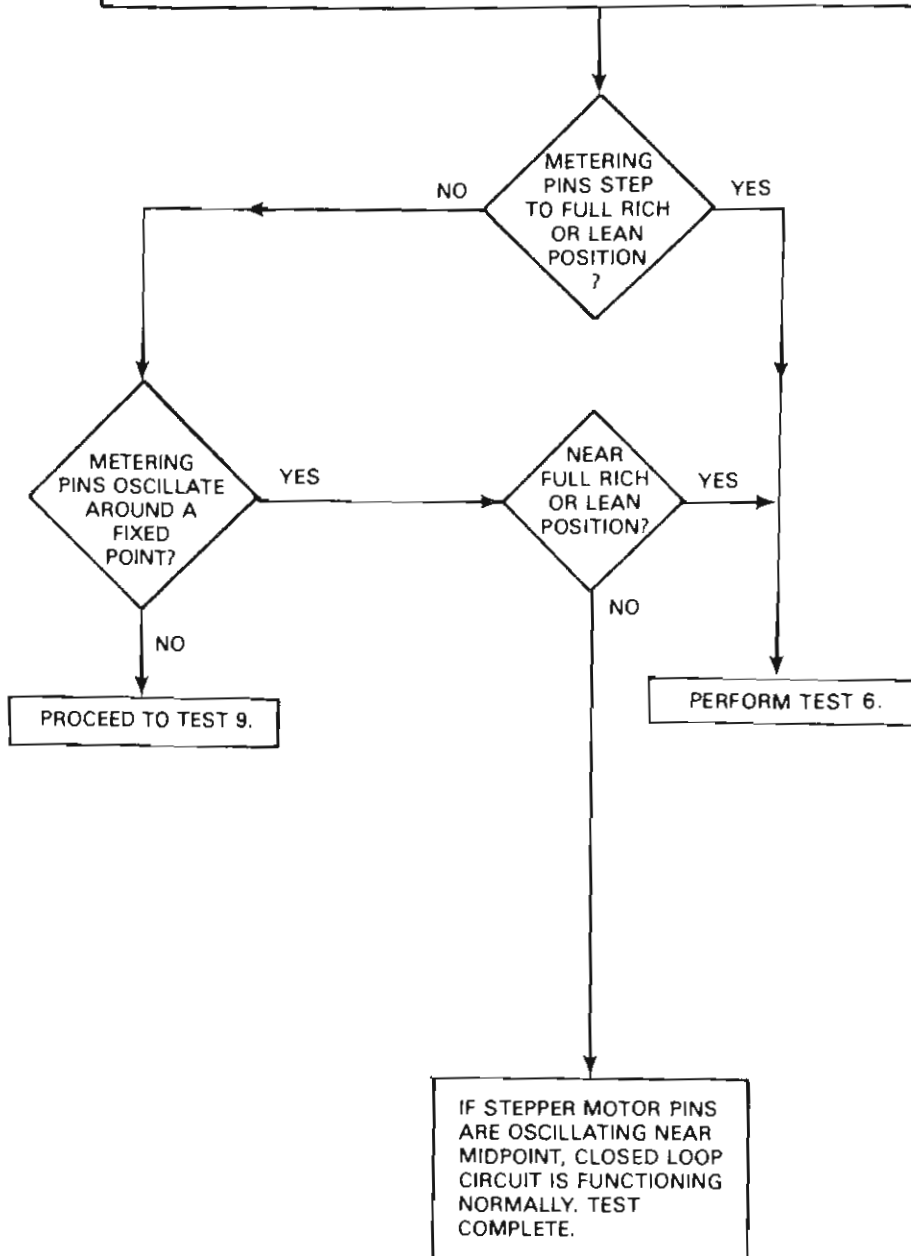 METERING
PINS STEP
TO FULL RICH
OR LEAN
POSITION
?
NO
YES
METERING
PINS OSCILLATE
AROUND A
FIXED
POINT?
YES
NEAR
FULL RICH
OR LEAN
POSITION?
YES
NO
NO
PROCEED TO TEST 9.
PERFORM TEST 6.
IF STEPPER MOTOR PINS
ARE OSCILLATING NEAR
MIDPOINT, CLOSED LOOP
CIRCUIT IS FUNCTIONING
NORMALLY. TEST
COMPLETE.